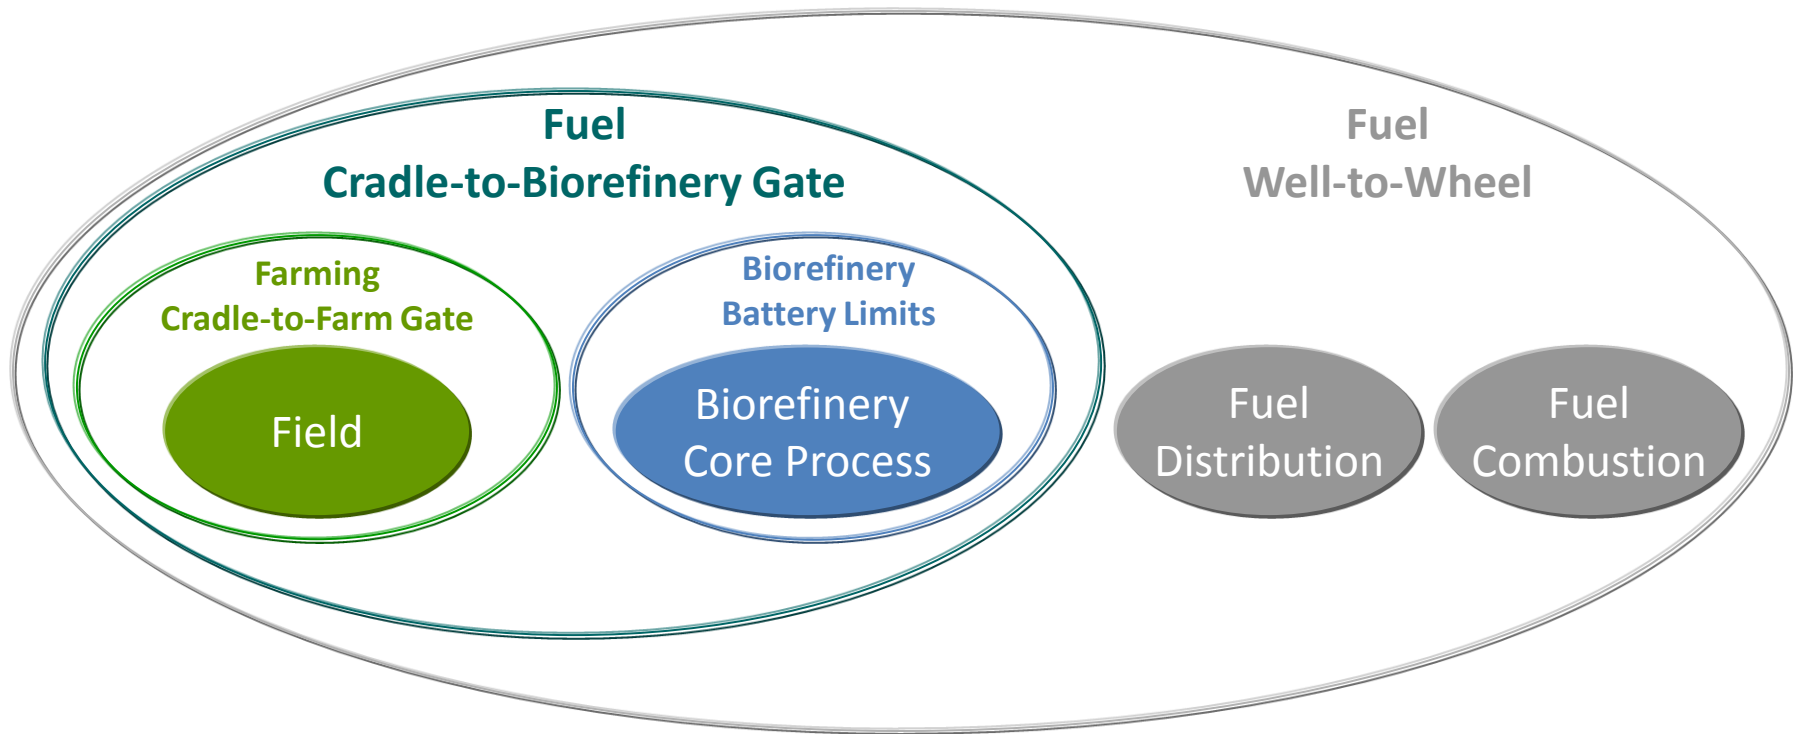 Fuel
Cradle-to-Biorefinery Gate
Fuel
Well-to-Wheel
Farming
Cradle-to-Farm Gate
Biorefinery
Battery Limits
Field
Biorefinery
Core Process
Fuel
Distribution
Fuel
Combustion